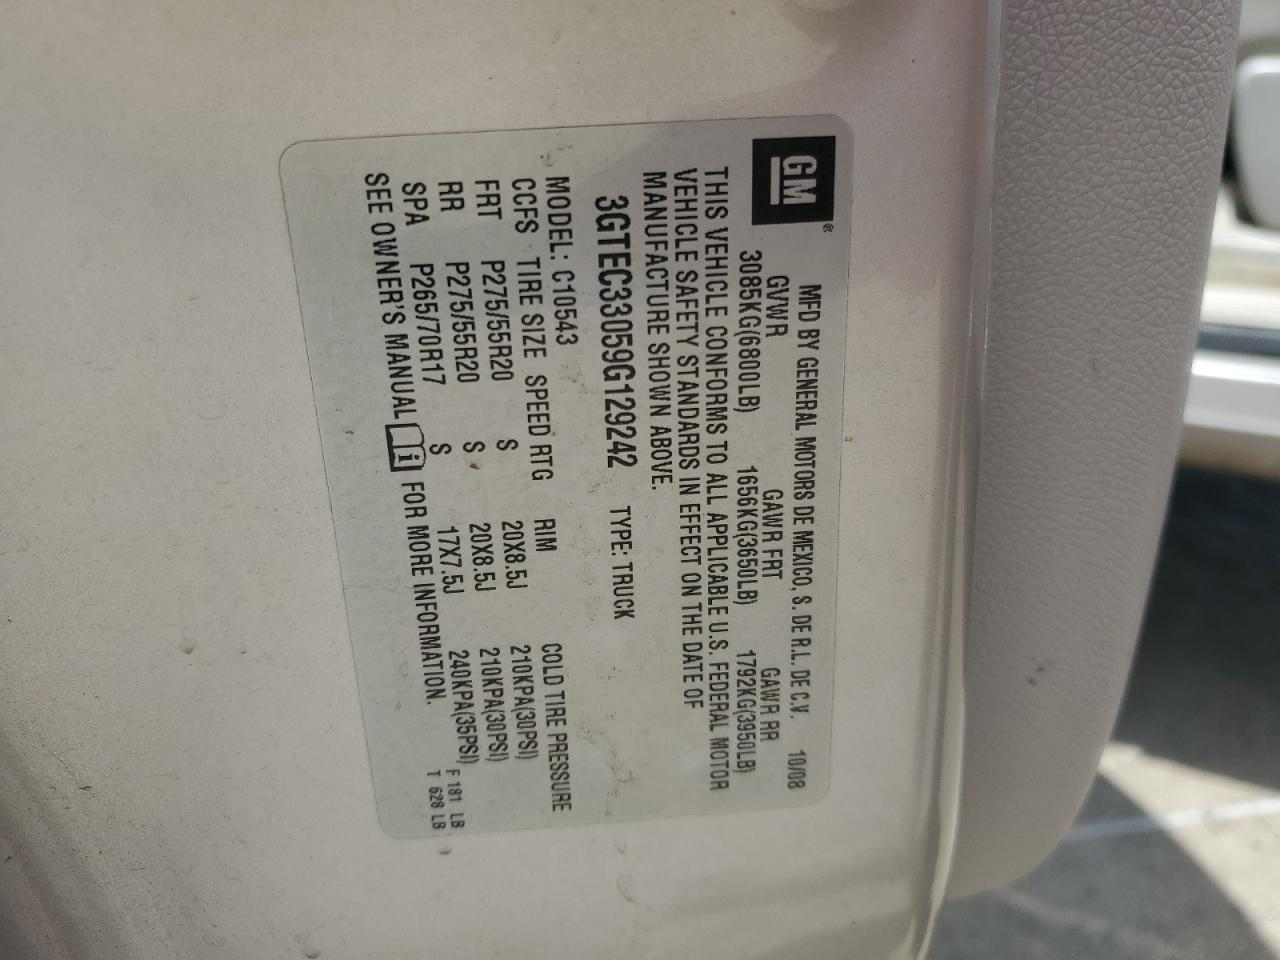 GM®
MFD BY GENERAL MOTORS DE MEXICO, S. DE R.L. DE C.V. 10/08
GVWR GAWR FRT GAWR RR
3085KG(6800LB) 1656KG(3650LB) 1792KG(3950LB)
THIS VEHICLE CONFORMS TO ALL APPLICABLE U.S. FEDERAL MOTOR
VEHICLE SAFETY STANDARDS IN EFFECT ON THE DATE OF
MANUFACTURE SHOWN ABOVE.
3GTEC33059G129242 TYPE: TRUCK
MODEL: C10543
CCFS TIRE SIZE SPEED RTG RIM COLD TIRE PRESSURE
FRT P275/55R20 S 20X8.5J 210KPA(30PSI)
RR P275/55R20 S 20X8.5J 210KPA(30PSI)
SPA P265/70R17 S 17X7.5J 240KPA(35PSI) F 181 LB
SEE OWNER'S MANUAL i FOR MORE INFORMATION. T 628 LB